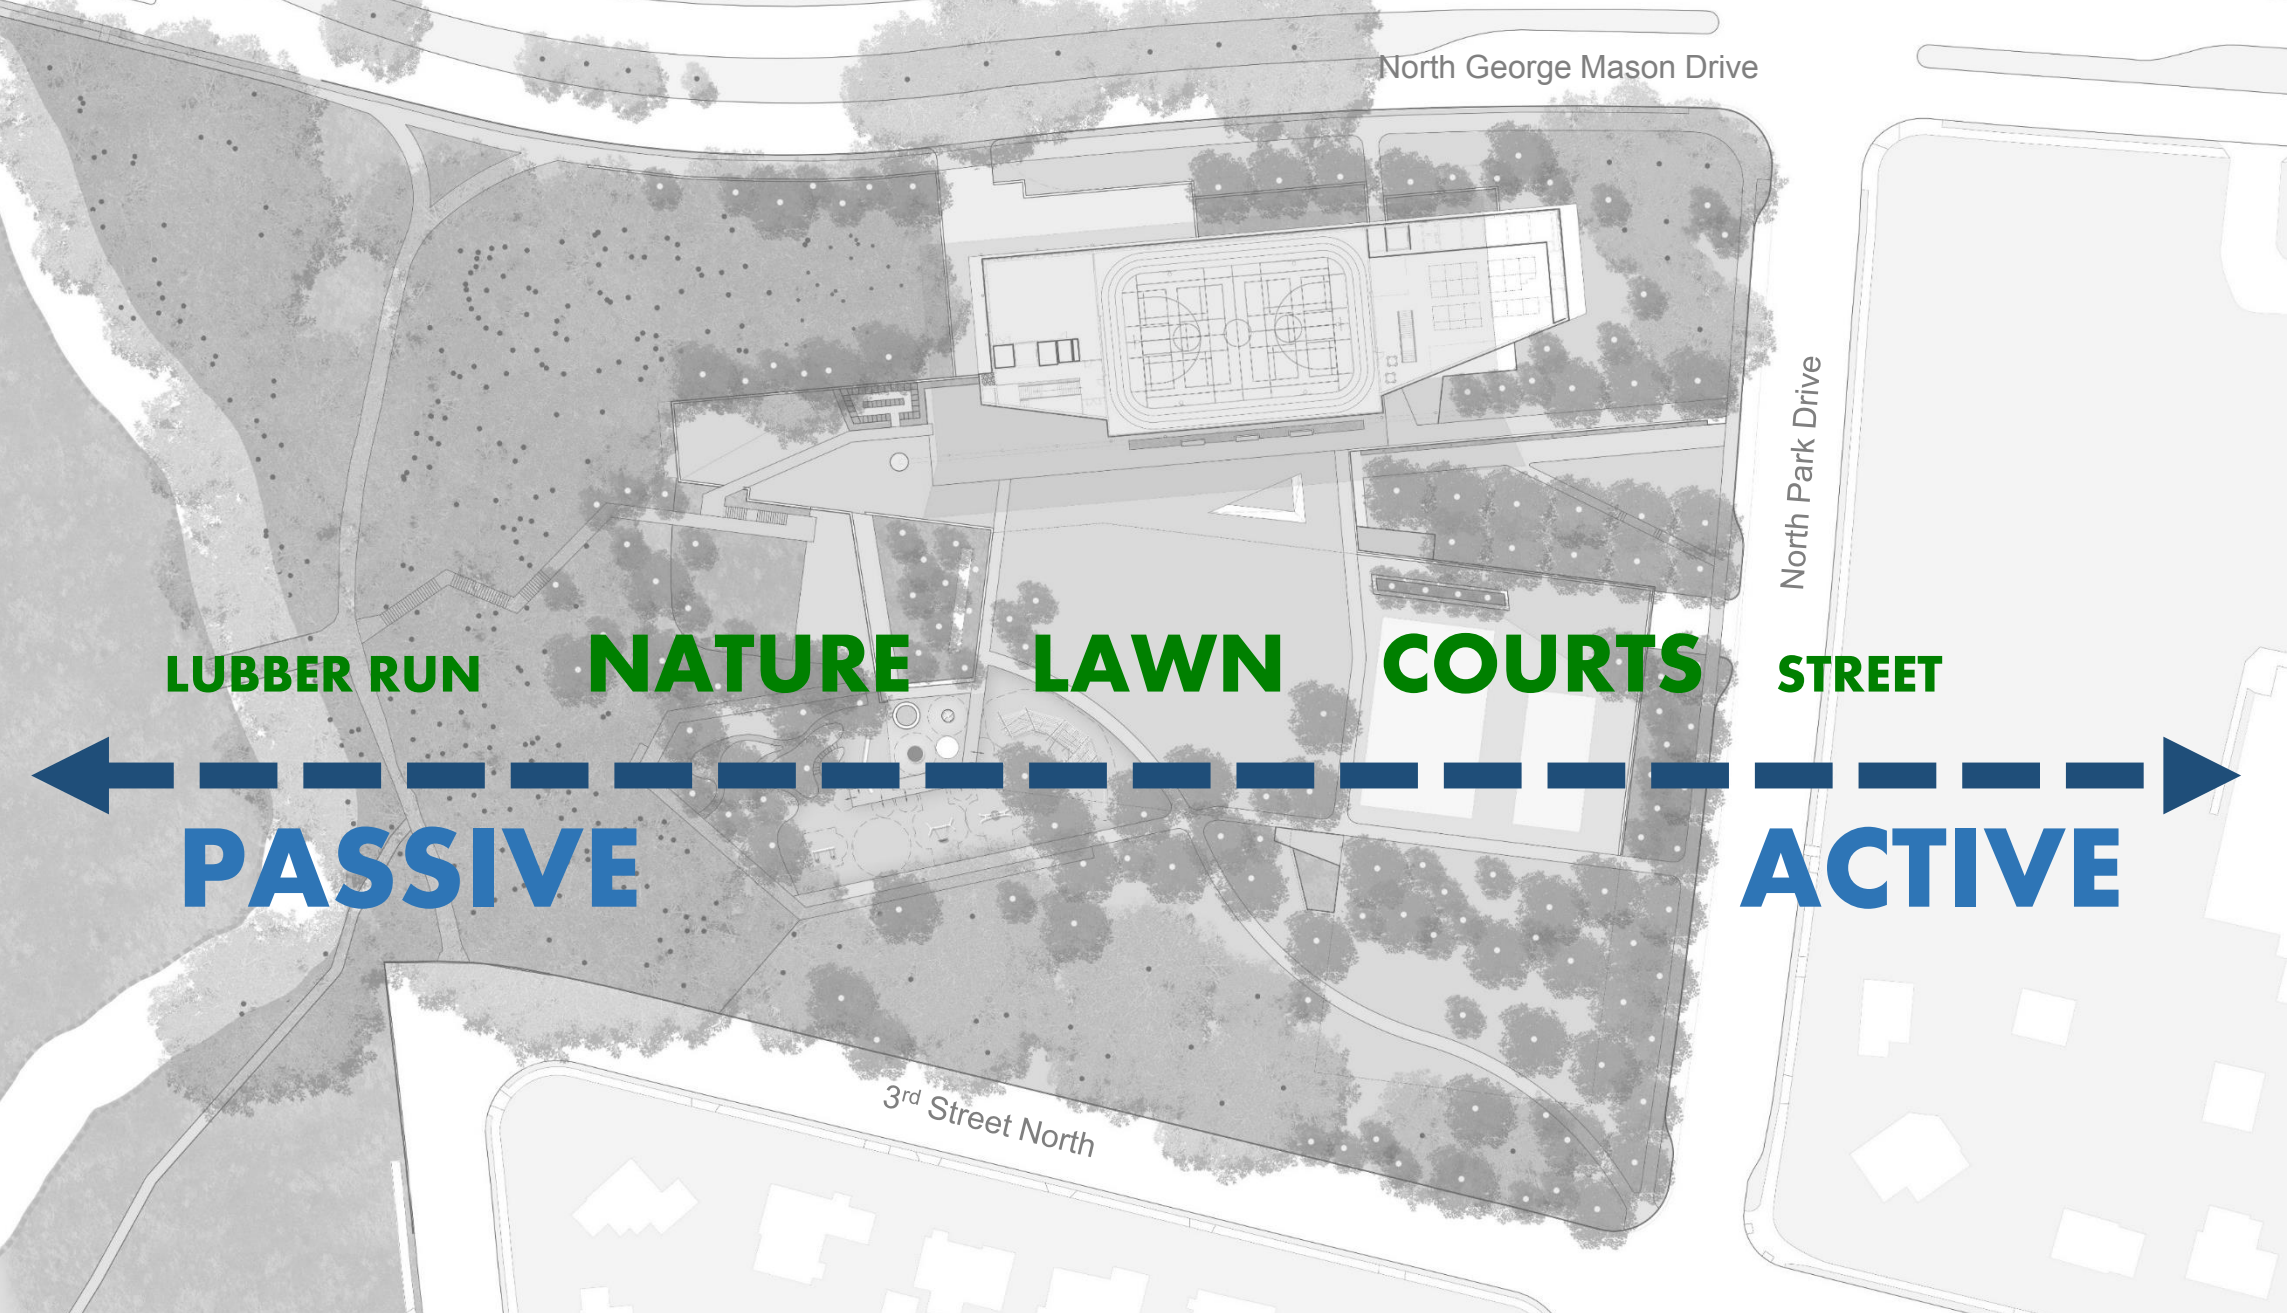 North George Mason Drive
North Park Drive
LUBBER RUN NATURE LAWN COURTS STREET
PASSIVE ACTIVE
3rd Street North